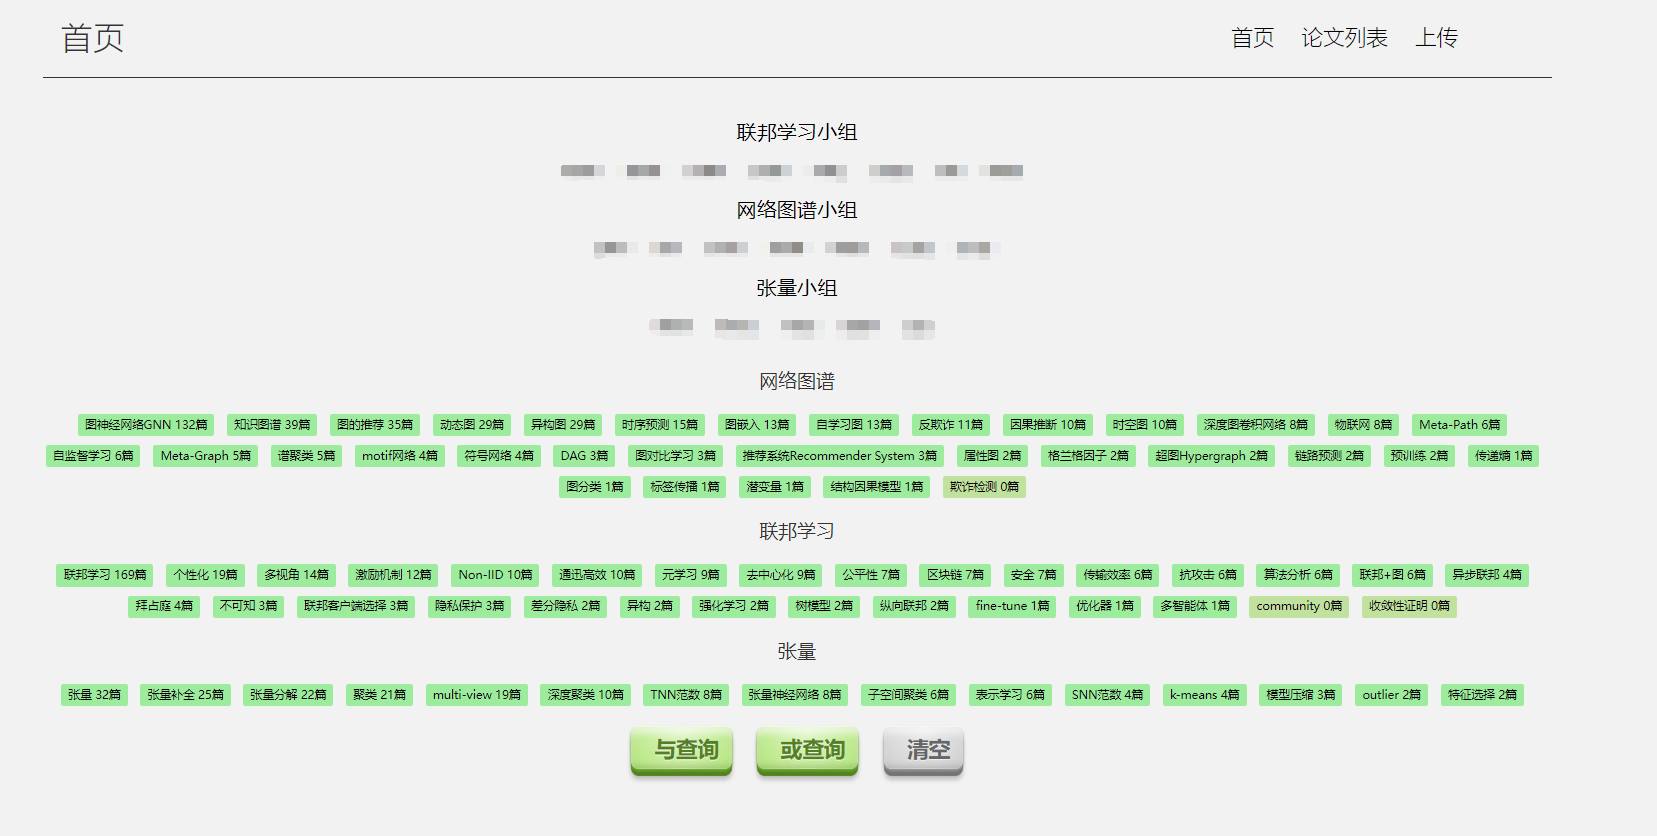 首页
首页 论文列表 上传
联邦学习小组
网络图谱小组
张量小组
网络图谱
图神经网络GNN 132篇 知识图谱 39篇 图的推荐 35篇 动态图 29篇 异构图 29篇 时序预测 15篇 图嵌入 13篇 自学习图 13篇 反欺诈 11篇 因果推断 10篇 时空图 10篇 深度图卷积网络 8篇 物联网 8篇 Meta-Path 6篇
自监督学习 6篇 Meta-Graph 5篇 谱聚类 5篇 motif网络 4篇 符号网络 4篇 DAG 3篇 图对比学习 3篇 推荐系统Recommender System 3篇 属性图 2篇 格兰格因子 2篇 超图Hypergraph 2篇 链路预测 2篇 预训练 2篇 传递熵 1篇
图分类 1篇 标签传播 1篇 潜变量 1篇 结构因果模型 1篇 欺诈检测 0篇
联邦学习
联邦学习 169篇 个性化 19篇 多视角 14篇 激励机制 12篇 Non-IID 10篇 通迅高效 10篇 元学习 9篇 去中心化 9篇 公平性 7篇 区块链 7篇 安全 7篇 传输效率 6篇 抗攻击 6篇 算法分析 6篇 联邦+图 6篇 异步联邦 4篇
拜占庭 4篇 不可知 3篇 联邦客户端选择 3篇 隐私保护 3篇 差分隐私 2篇 异构 2篇 强化学习 2篇 树模型 2篇 纵向联邦 2篇 fine-tune 1篇 优化器 1篇 多智能体 1篇 community 0篇 收敛性证明 0篇
张量
张量 32篇 张量补全 25篇 张量分解 22篇 聚类 21篇 multi-view 19篇 深度聚类 10篇 TNN范数 8篇 张量神经网络 8篇 子空间聚类 6篇 表示学习 6篇 SNN范数 4篇 k-means 4篇 模型压缩 3篇 outlier 2篇 特征选择 2篇
与查询 或查询 清空